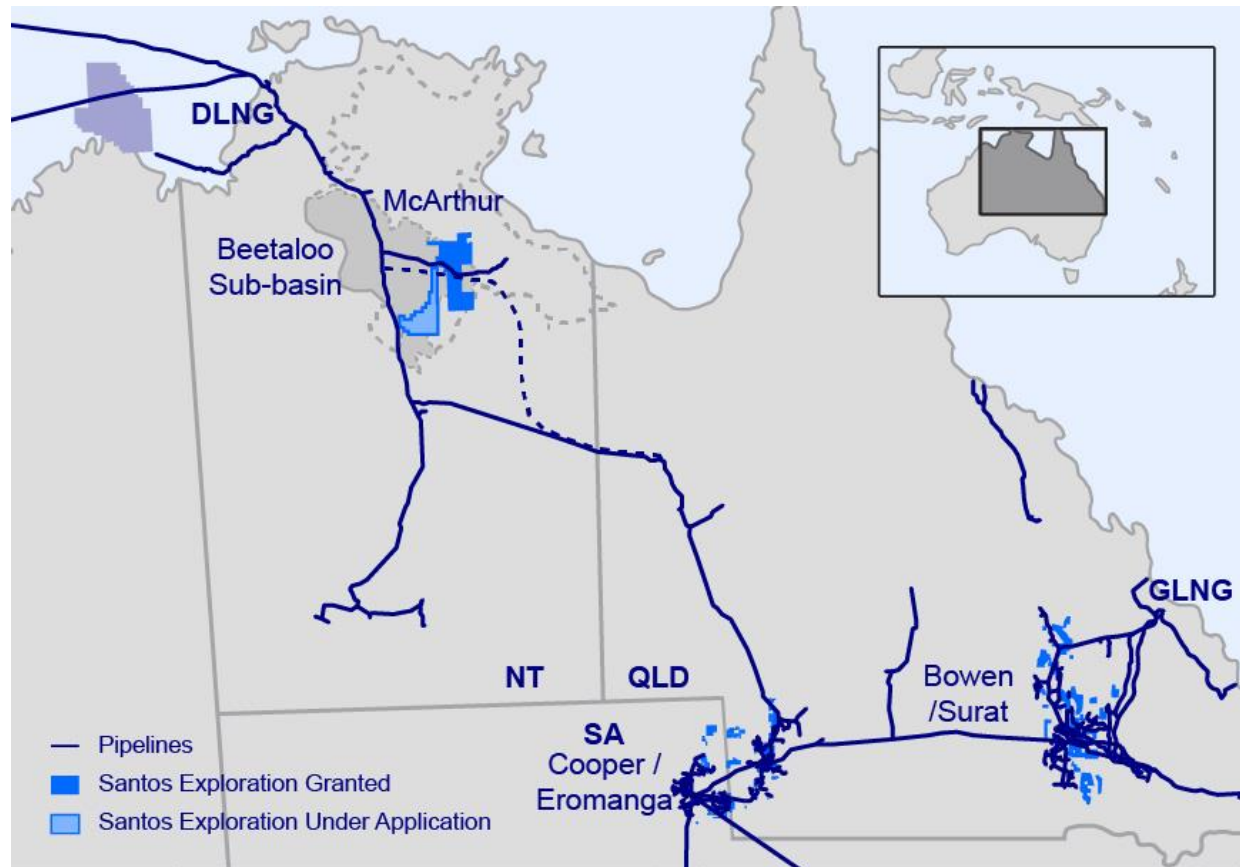 DLNG
McArthur
Beetaloo
Sub-basin
GLNG
NT
QLD
Bowen
/Surat
SA
Cooper /
Eromanga
Pipelines
Santos Exploration Granted
Santos Exploration Under Application